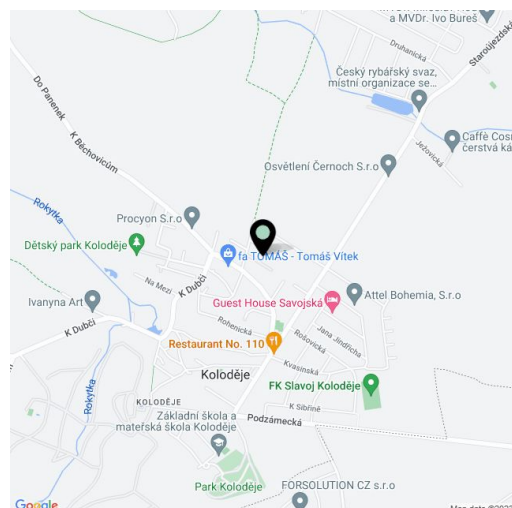 a MVDr. Ivo Bureš
Druhanická
Staroújezdská
Český rybářský svaz,
místní organizace se…
Do Panenek
K Běchovicům
Caffè Cos
čerstvá ká
Ježovická
Osvětlení Černoch S.r.o
Rokytka
Procyon S.r.o
Dětský park Koloděje
fa TOMÁŠ - Tomáš Vítek
Na Mezi
K Dubči
Attel Bohemia, S.r.o
Ivanyna Art
Guest House Savojská
K Dubči
Rohenická
Rošovická
Jana Jindřicha
Restaurant No. 110
Kvasinská
Koloděje
FK Slavoj Koloděje
Rokytka
KOLODĚJE
K Sibřině
Základní škola a
mateřská škola Koloděje
Podzámecká
Park Koloděje
FORSOLUTION CZ s.r.o
Google